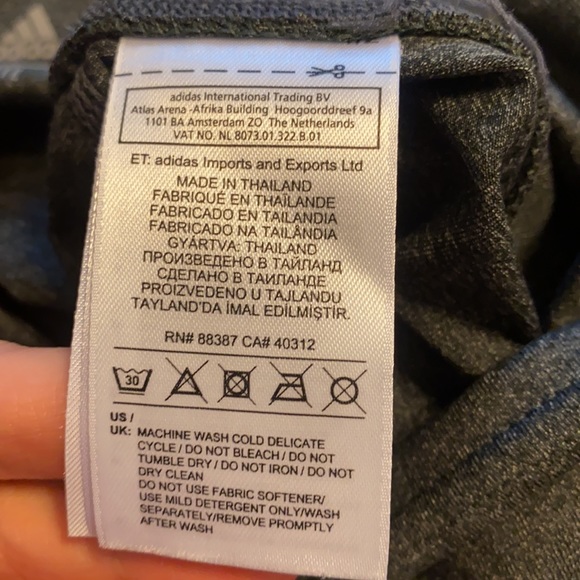 adidas International Trading BV
Atlas Arena -Afrika Building Hoogoorddreef 9a
1101 BA Amsterdam ZO The Netherlands
VAT NO. NL 8073.01.322.B.01
ET: adidas Imports and Exports Ltd
MADE IN THAILAND
FABRIQUÉ EN THAÏLANDE
FABRICADO EN TAILANDIA
FABRICADO NA TAILÂNDIA
GYÁRTVA: THAILAND
ПРОИЗВЕДЕНО В ТАЙЛАНД
СДЕЛАНО В ТАИЛАНДЕ
PROIZVEDENO U TAJLANDU
TAYLAND'DA İMAL EDİLMİŞTİR.
RN# 88387 CA# 40312
30
US /
UK: MACHINE WASH COLD DELICATE
CYCLE / DO NOT BLEACH / DO NOT
TUMBLE DRY / DO NOT IRON / DO NOT
DRY CLEAN
DO NOT USE FABRIC SOFTENER/
USE MILD DETERGENT ONLY/WASH
SEPARATELY/REMOVE PROMPTLY
AFTER WASH